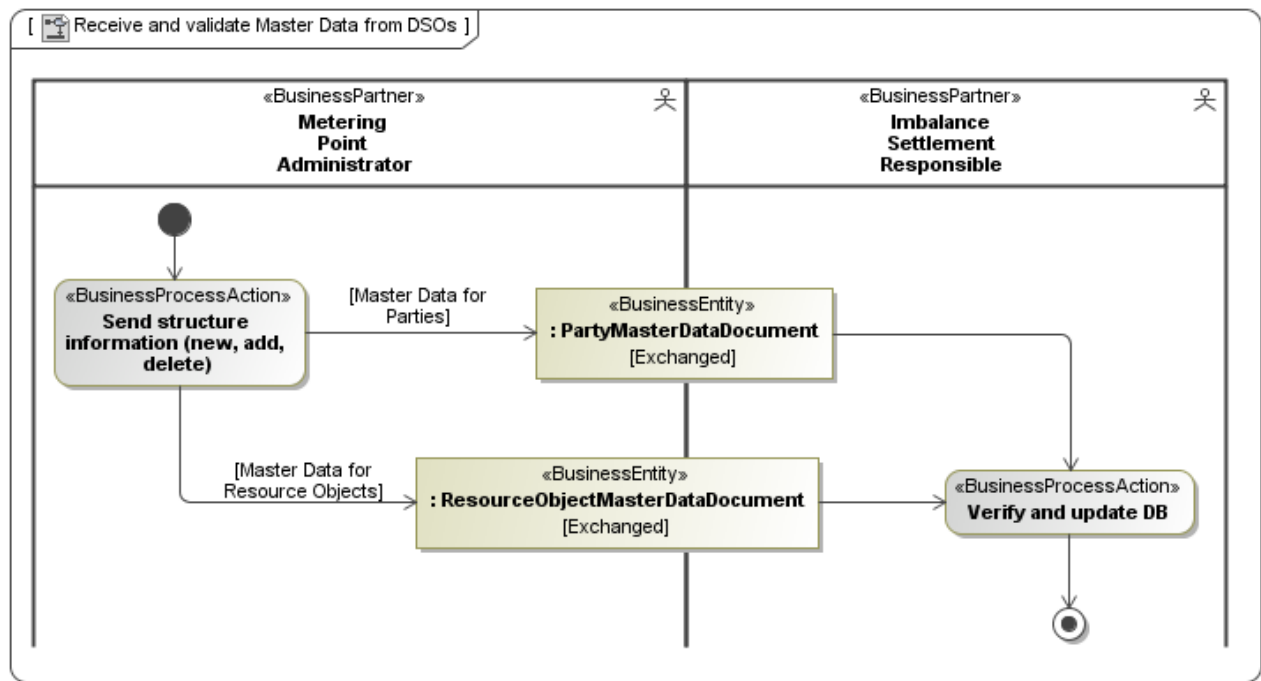 [ Receive and validate Master Data from DSOs ]
«BusinessPartner»
Metering
Point
Administrator
«BusinessPartner»
Imbalance
Settlement
Responsible
«BusinessProcessAction»
Send structure
information (new, add,
delete)
[Master Data for
Parties]
«BusinessEntity»
: PartyMasterDataDocument
[Exchanged]
[Master Data for
Resource Objects]
«BusinessEntity»
: ResourceObjectMasterDataDocument
[Exchanged]
«BusinessProcessAction»
Verify and update DB